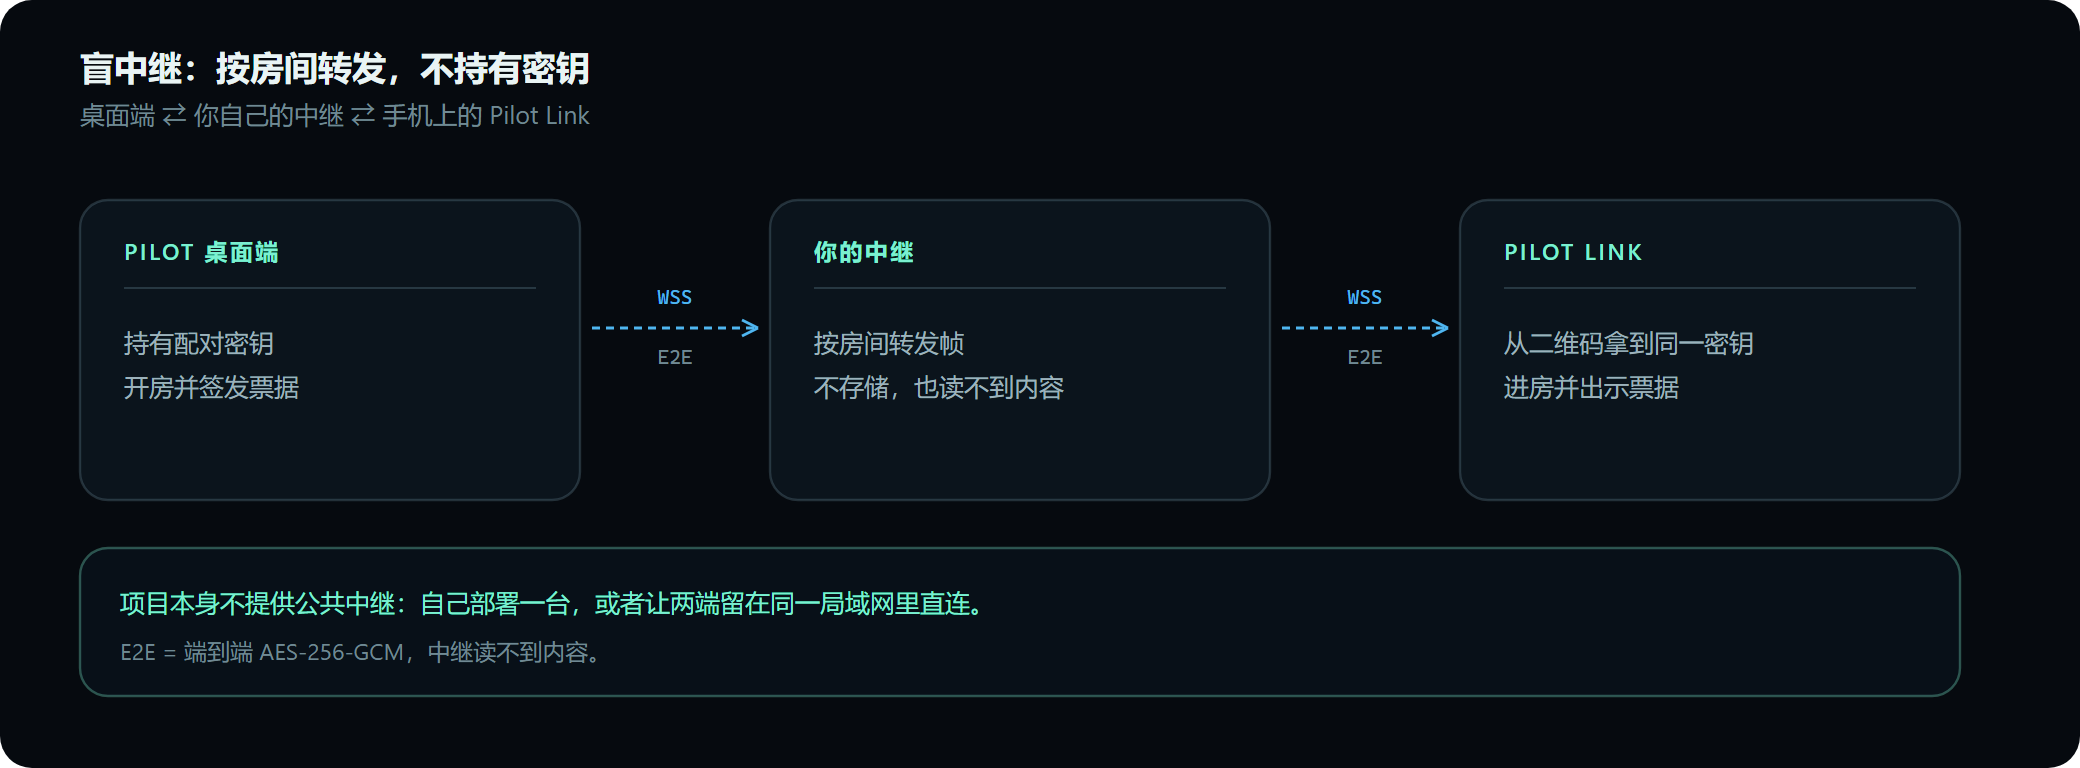 盲中继：按房间转发，不持有密钥
桌面端 ⇄ 你自己的中继 ⇄ 手机上的 Pilot Link
PILOT 桌面端
持有配对密钥
开房并签发票据
WSS
E2E
你的中继
按房间转发帧
不存储，也读不到内容
WSS
E2E
PILOT LINK
从二维码拿到同一密钥
进房并出示票据
项目本身不提供公共中继：自己部署一台，或者让两端留在同一局域网里直连。
E2E = 端到端 AES-256-GCM，中继读不到内容。